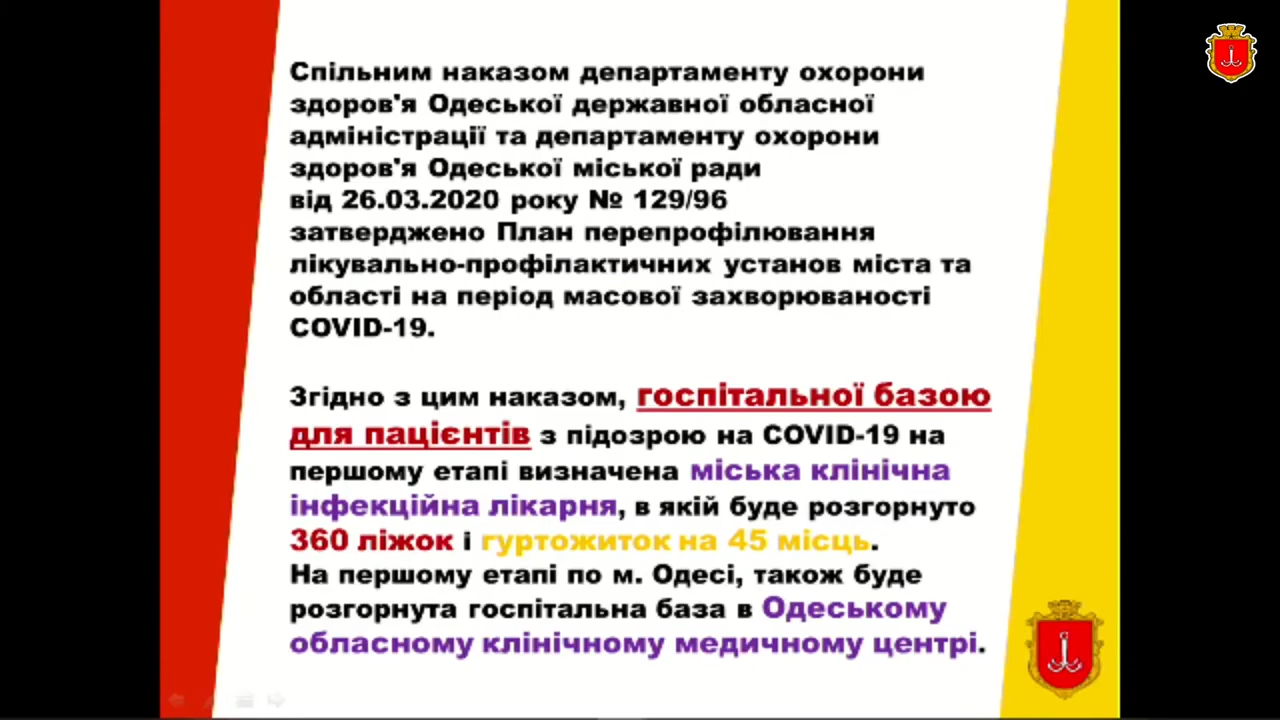 Спільним наказом департаменту охорони
здоров'я Одеської державної обласної
адміністрації та департаменту охорони
здоров'я Одеської міської ради
від 26.03.2020 року № 129/96
затверджено План перепрофілювання
лікувально-профілактичних установ міста та
області на період масової захворюваності
COVID-19.
Згідно з цим наказом, госпітальної базою
для пацієнтів з підозрою на COVID-19 на
першому етапі визначена міська клінічна
інфекційна лікарня, в якій буде розгорнуто
360 ліжок і гуртожиток на 45 місць.
На першому етапі по м. Одесі, також буде
розгорнута госпітальна база в Одеському
обласному клінічному медичному центрі.